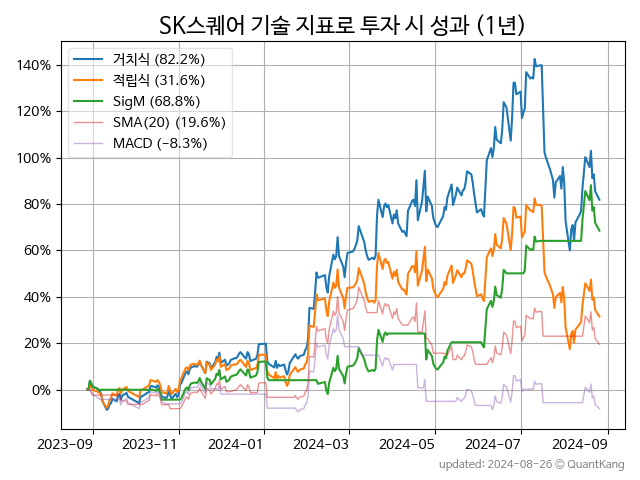 SK스퀘어 기술 지표로 투자 시 성과 (1년)
거치식 (82.2%)
적립식 (31.6%)
SigM (68.8%)
SMA(20) (19.6%)
MACD (-8.3%)
140%
120%
100%
80%
60%
40%
20%
0%
2023-09 2023-11 2024-01 2024-03 2024-05 2024-07 2024-09
updated: 2024-08-26 © QuantKang